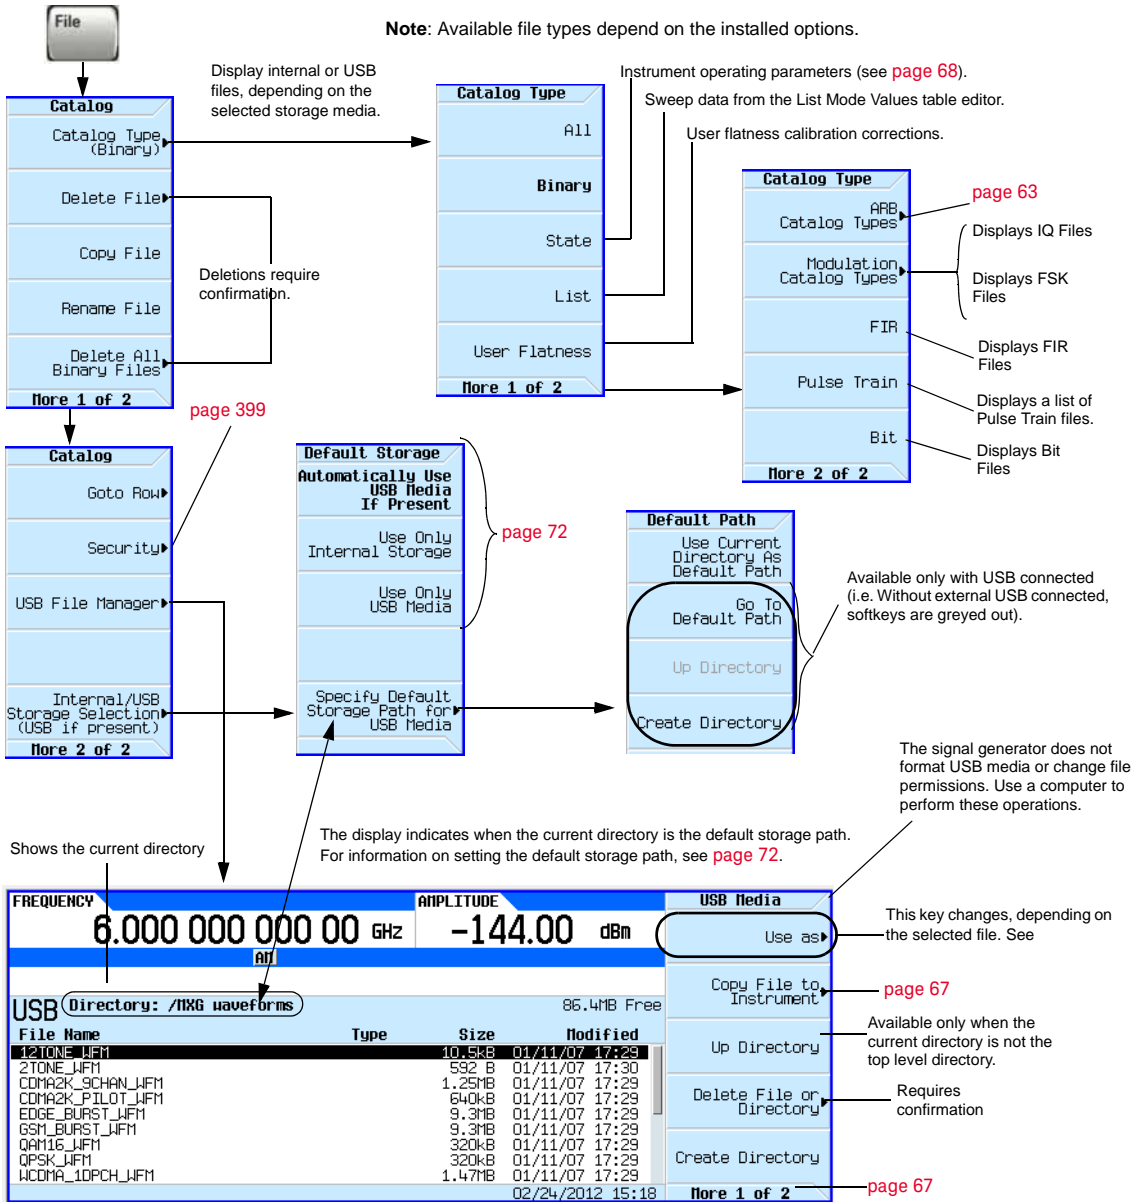 File
Note: Available file types depend on the installed options.
Display internal or USB
files, depending on the
selected storage media.
Instrument operating parameters (see page 68).
Sweep data from the List Mode Values table editor.
User flatness calibration corrections.
Catalog
Catalog Type
(Binary)
Delete File
Copy File
Rename File
Delete All
Binary Files
More 1 of 2
Deletions require
confirmation.
Catalog Type
All
Binary
State
List
User Flatness
More 1 of 2
Catalog Type
ARB
Catalog Types
Modulation
Catalog Types
FIR
Pulse Train
Bit
More 2 of 2
page 63
Displays IQ Files
Displays FSK
Files
Displays FIR
Files
Displays a list of
Pulse Train files.
Displays Bit
Files
page 399
Catalog
Goto Row
Security
USB File Manager
Internal/USB
Storage Selection
(USB if present)
More 2 of 2
Default Storage
Automatically Use
USB Media
If Present
Use Only
Internal Storage
Use Only
USB Media
Specify Default
Storage Path for
USB Media
page 72
Default Path
Use Current
Directory As
Default Path
Go To
Default Path
Up Directory
Create Directory
Available only with USB connected
(i.e. Without external USB connected,
softkeys are greyed out).
The signal generator does not
format USB media or change file
permissions. Use a computer to
perform these operations.
Shows the current directory
The display indicates when the current directory is the default storage path.
For information on setting the default storage path, see page 72.
FREQUENCY
6.000 000 000 00 GHz
AMPLITUDE
-144.00 dBm
AM
USB Directory: /MXG waveforms 86.4MB Free
File Name Type Size Modified
12TONE_WFM 10.5kB 01/11/07 17:29
2TONE_WFM 592 B 01/11/07 17:30
CDMA2K_9CHAN_WFM 1.25MB 01/11/07 17:29
CDMA2K_PILOT_WFM 640kB 01/11/07 17:29
EDGE_BURST_WFM 9.3MB 01/11/07 17:29
GSM_BURST_WFM 9.3MB 01/11/07 17:29
QAM16_WFM 320kB 01/11/07 17:29
QPSK_WFM 320kB 01/11/07 17:29
WCDMA_1DPCH_WFM 1.47MB 01/11/07 17:29
02/24/2012 15:18
USB Media
Use as
Copy File to
Instrument
Up Directory
Delete File or
Directory
Create Directory
More 1 of 2
This key changes, depending on
the selected file. See
page 67
Available only when the
current directory is not the
top level directory.
Requires
confirmation
page 67